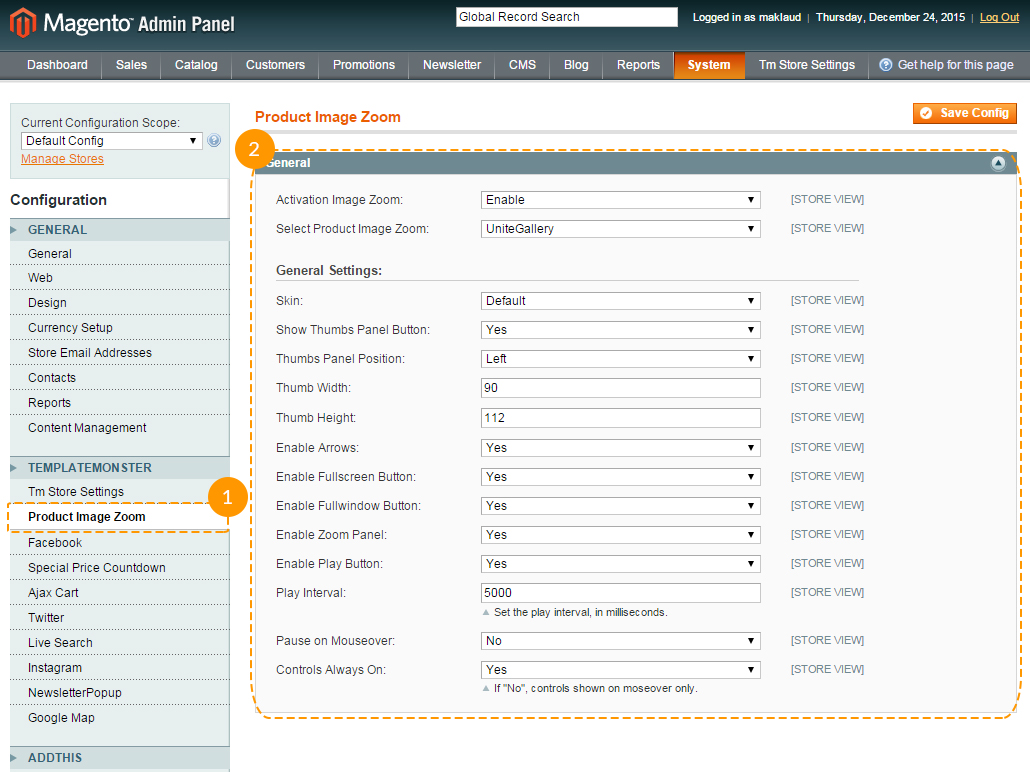 Magento Admin Panel
Global Record Search
Logged in as maklaud | Thursday, December 24, 2015 | Log Out
Dashboard Sales Catalog Customers Promotions Newsletter CMS Blog Reports System Tm Store Settings ? Get help for this page
Current Configuration Scope:
Default Config ?
Manage Stores
Configuration
GENERAL
General
Web
Design
Currency Setup
Store Email Addresses
Contacts
Reports
Content Management
TEMPLATEMONSTER
Tm Store Settings
1
Product Image Zoom
Facebook
Special Price Countdown
Ajax Cart
Twitter
Live Search
Instagram
NewsletterPopup
Google Map
ADDTHIS
Product Image Zoom
Save Config
2
General
Activation Image Zoom: Enable [STORE VIEW]
Select Product Image Zoom: UniteGallery [STORE VIEW]
General Settings:
Skin: Default [STORE VIEW]
Show Thumbs Panel Button: Yes [STORE VIEW]
Thumbs Panel Position: Left [STORE VIEW]
Thumb Width: 90 [STORE VIEW]
Thumb Height: 112 [STORE VIEW]
Enable Arrows: Yes [STORE VIEW]
Enable Fullscreen Button: Yes [STORE VIEW]
Enable Fullwindow Button: Yes [STORE VIEW]
Enable Zoom Panel: Yes [STORE VIEW]
Enable Play Button: Yes [STORE VIEW]
Play Interval: 5000 [STORE VIEW]
Set the play interval, in milliseconds.
Pause on Mouseover: No [STORE VIEW]
Controls Always On: Yes [STORE VIEW]
If "No", controls shown on moseover only.